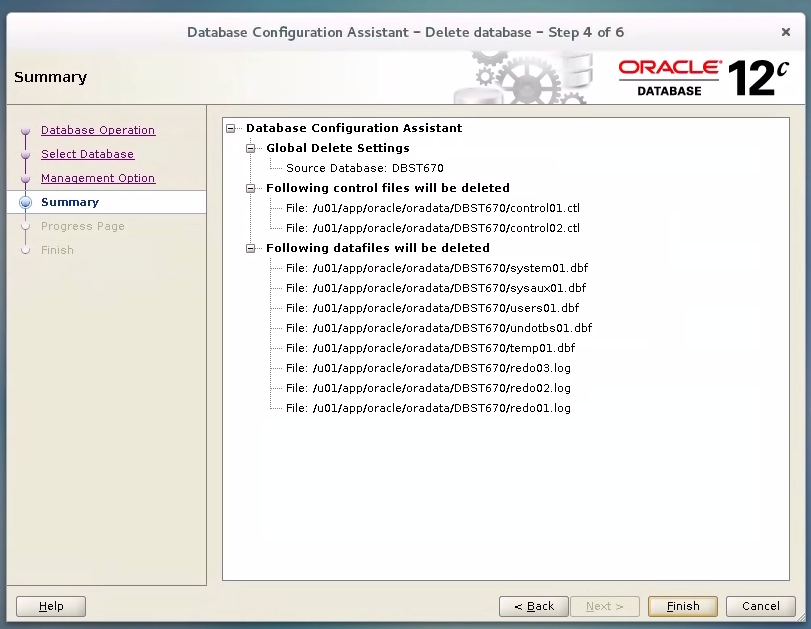 Database Configuration Assistant – Delete database – Step 4 of 6
Summary
ORACLE
DATABASE
12c
Database Operation
Select Database
Management Option
Summary
Progress Page
Finish
Database Configuration Assistant
Global Delete Settings
Source Database: DBST670
Following control files will be deleted
File: /u01/app/oracle/oradata/DBST670/control01.ctl
File: /u01/app/oracle/oradata/DBST670/control02.ctl
Following datafiles will be deleted
File: /u01/app/oracle/oradata/DBST670/system01.dbf
File: /u01/app/oracle/oradata/DBST670/sysaux01.dbf
File: /u01/app/oracle/oradata/DBST670/users01.dbf
File: /u01/app/oracle/oradata/DBST670/undotbs01.dbf
File: /u01/app/oracle/oradata/DBST670/temp01.dbf
File: /u01/app/oracle/oradata/DBST670/redo03.log
File: /u01/app/oracle/oradata/DBST670/redo02.log
File: /u01/app/oracle/oradata/DBST670/redo01.log
Help
< Back
Next >
Finish
Cancel